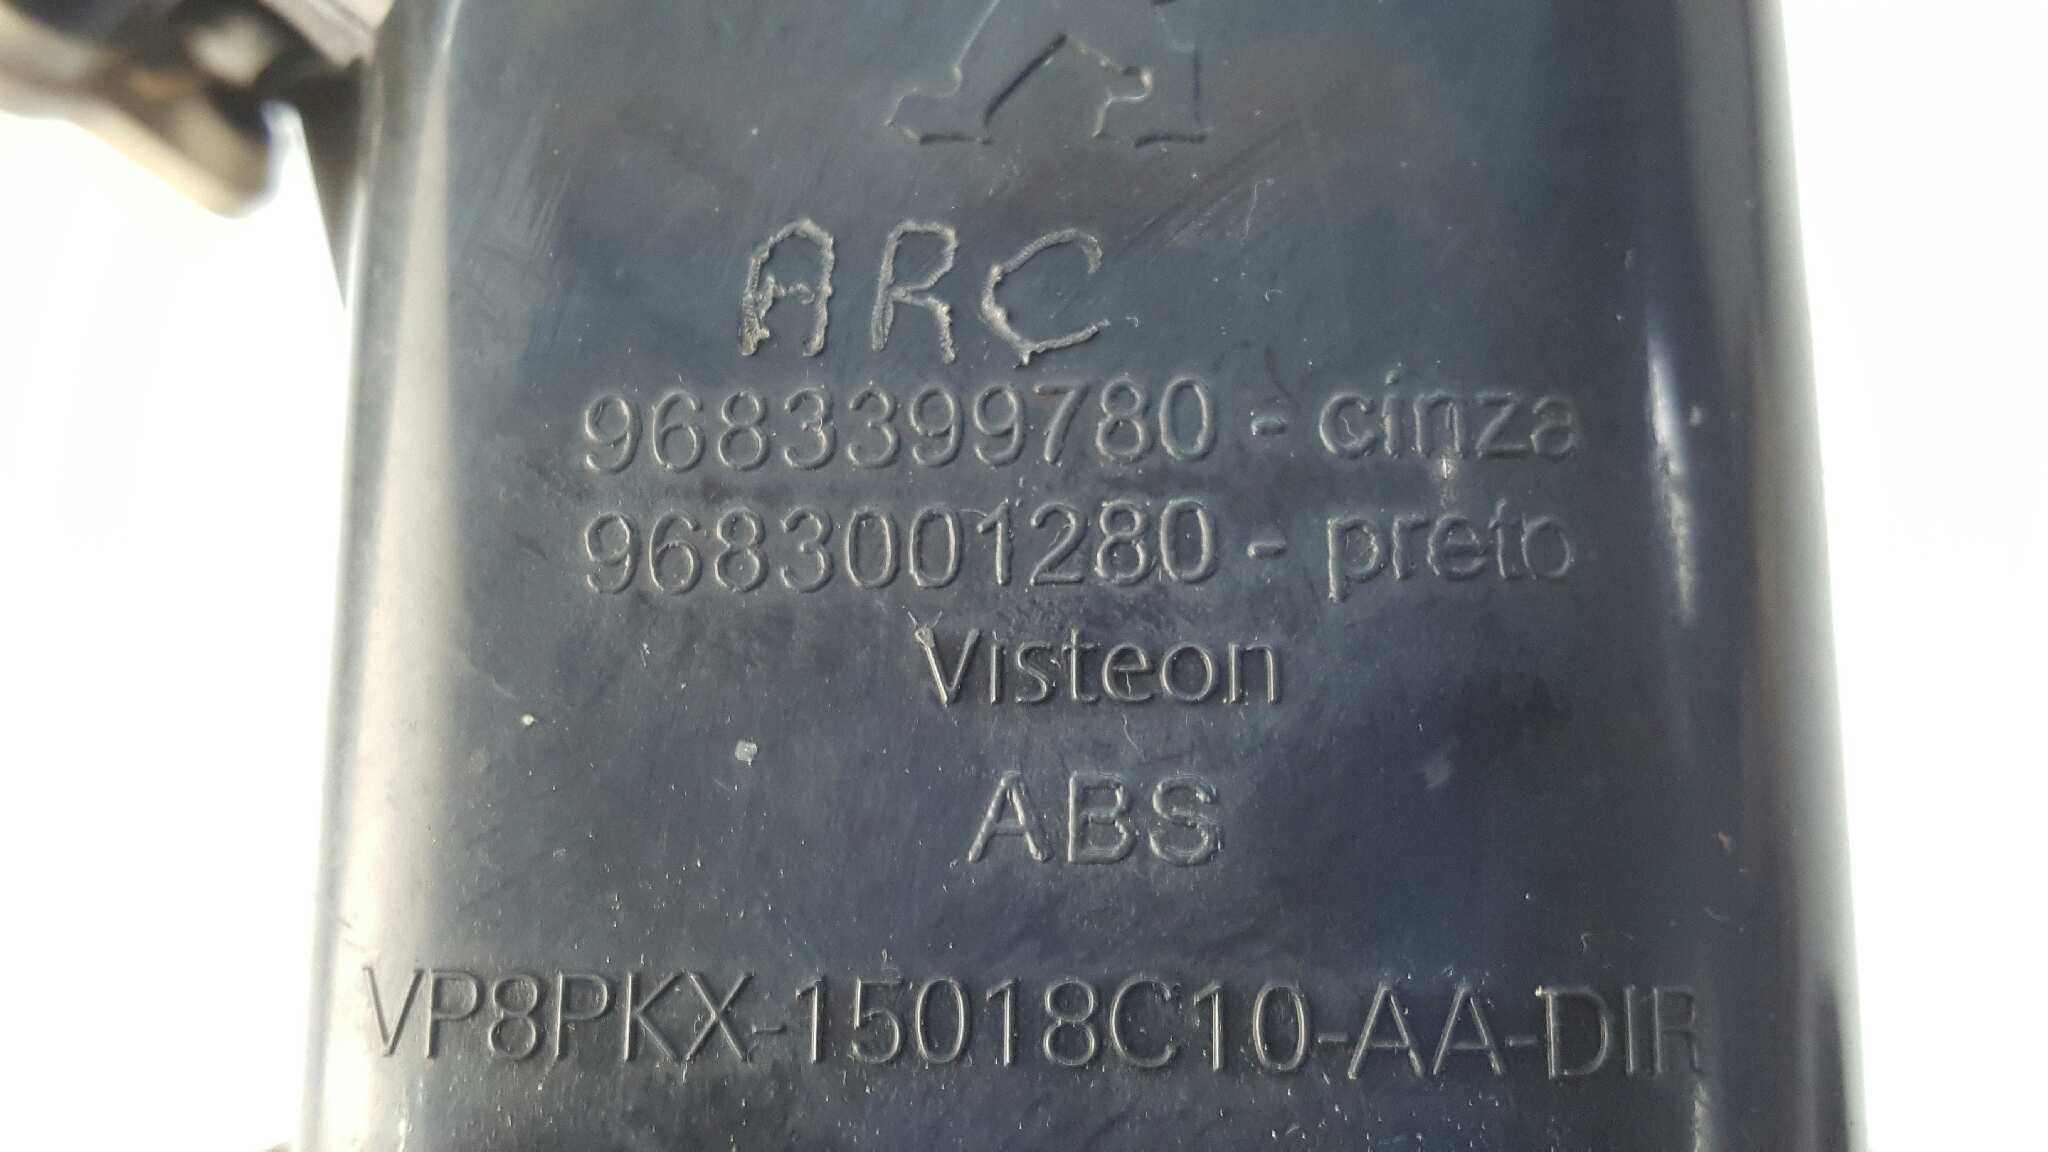 ARC
9683399780 - cinza
9683001280 - preto
Visteon
ABS
VP8PKX-15018C10-AA-DIR